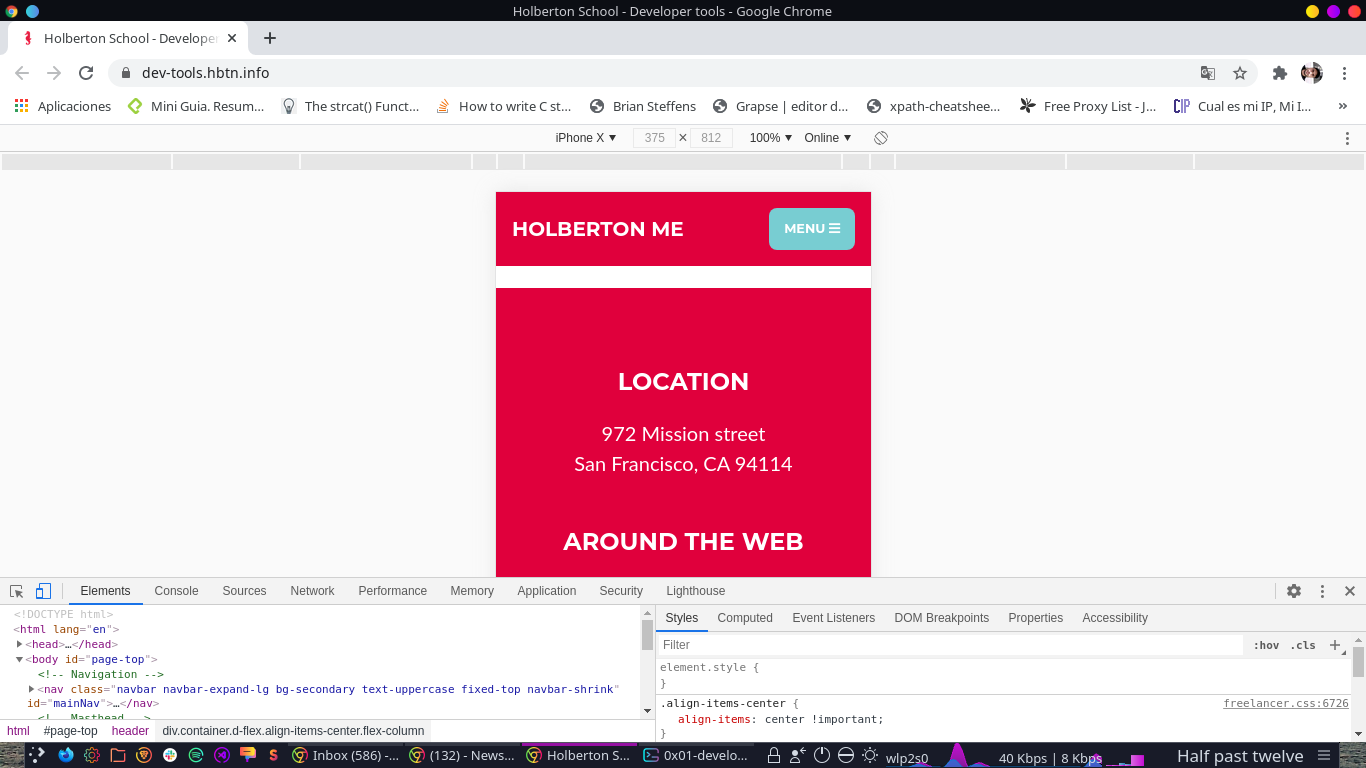 Holberton School - Developer tools - Google Chrome
Holberton School - Develope
dev-tools.hbtn.info
Aplicaciones Mini Guia. Resum... The strcat() Funct... How to write C st... Brian Steffens Grapse | editor d... xpath-cheatshee... Free Proxy List - J... Cual es mi IP, Mi I... »
iPhone X 375 × 812 100% Online
HOLBERTON ME MENU
LOCATION
972 Mission street
San Francisco, CA 94114
AROUND THE WEB
Elements Console Sources Network Performance Memory Application Security Lighthouse
<!DOCTYPE html>
<html lang="en">
<head>…</head>
<body id="page-top">
<!-- Navigation -->
<nav class="navbar navbar-expand-lg bg-secondary text-uppercase fixed-top navbar-shrink"
id="mainNav">…</nav>
<!-- Masthead -->
html #page-top header div.container.d-flex.align-items-center.flex-column
Styles Computed Event Listeners DOM Breakpoints Properties Accessibility
Filter :hov .cls +
element.style {
}
.align-items-center { freelancer.css:6726
align-items: center !important;
}
Inbox (586) -... (132) - News... Holberton S... 0x01-develo... wlp2s0 40 Kbps | 8 Kbps Half past twelve